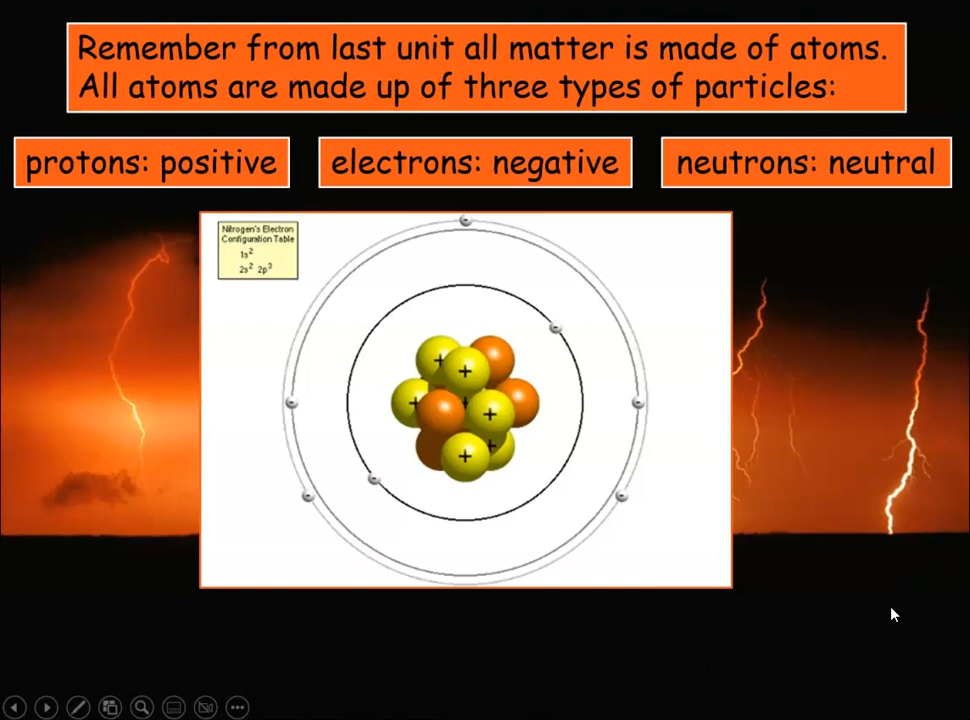 Remember from last unit all matter is made of atoms.
All atoms are made up of three types of particles:
protons: positive
electrons: negative
neutrons: neutral
Nitrogen's Electron
Configuration Table
1s²
2s² 2p³